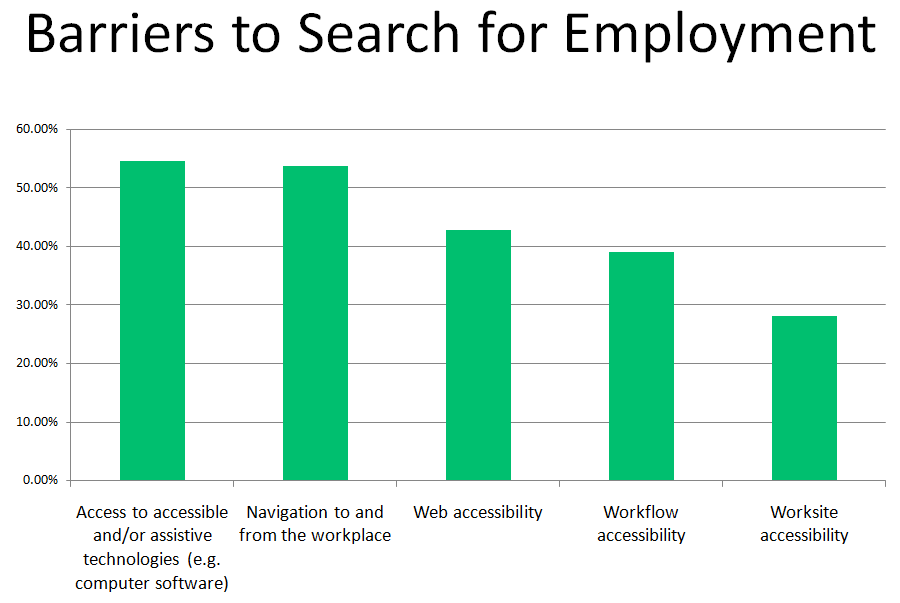 Barriers to Search for Employment
60.00%
50.00%
40.00%
30.00%
20.00%
10.00%
0.00%
Access to accessible
and/or assistive
technologies (e.g.
computer software)
Navigation to and
from the workplace
Web accessibility
Workflow
accessibility
Worksite
accessibility